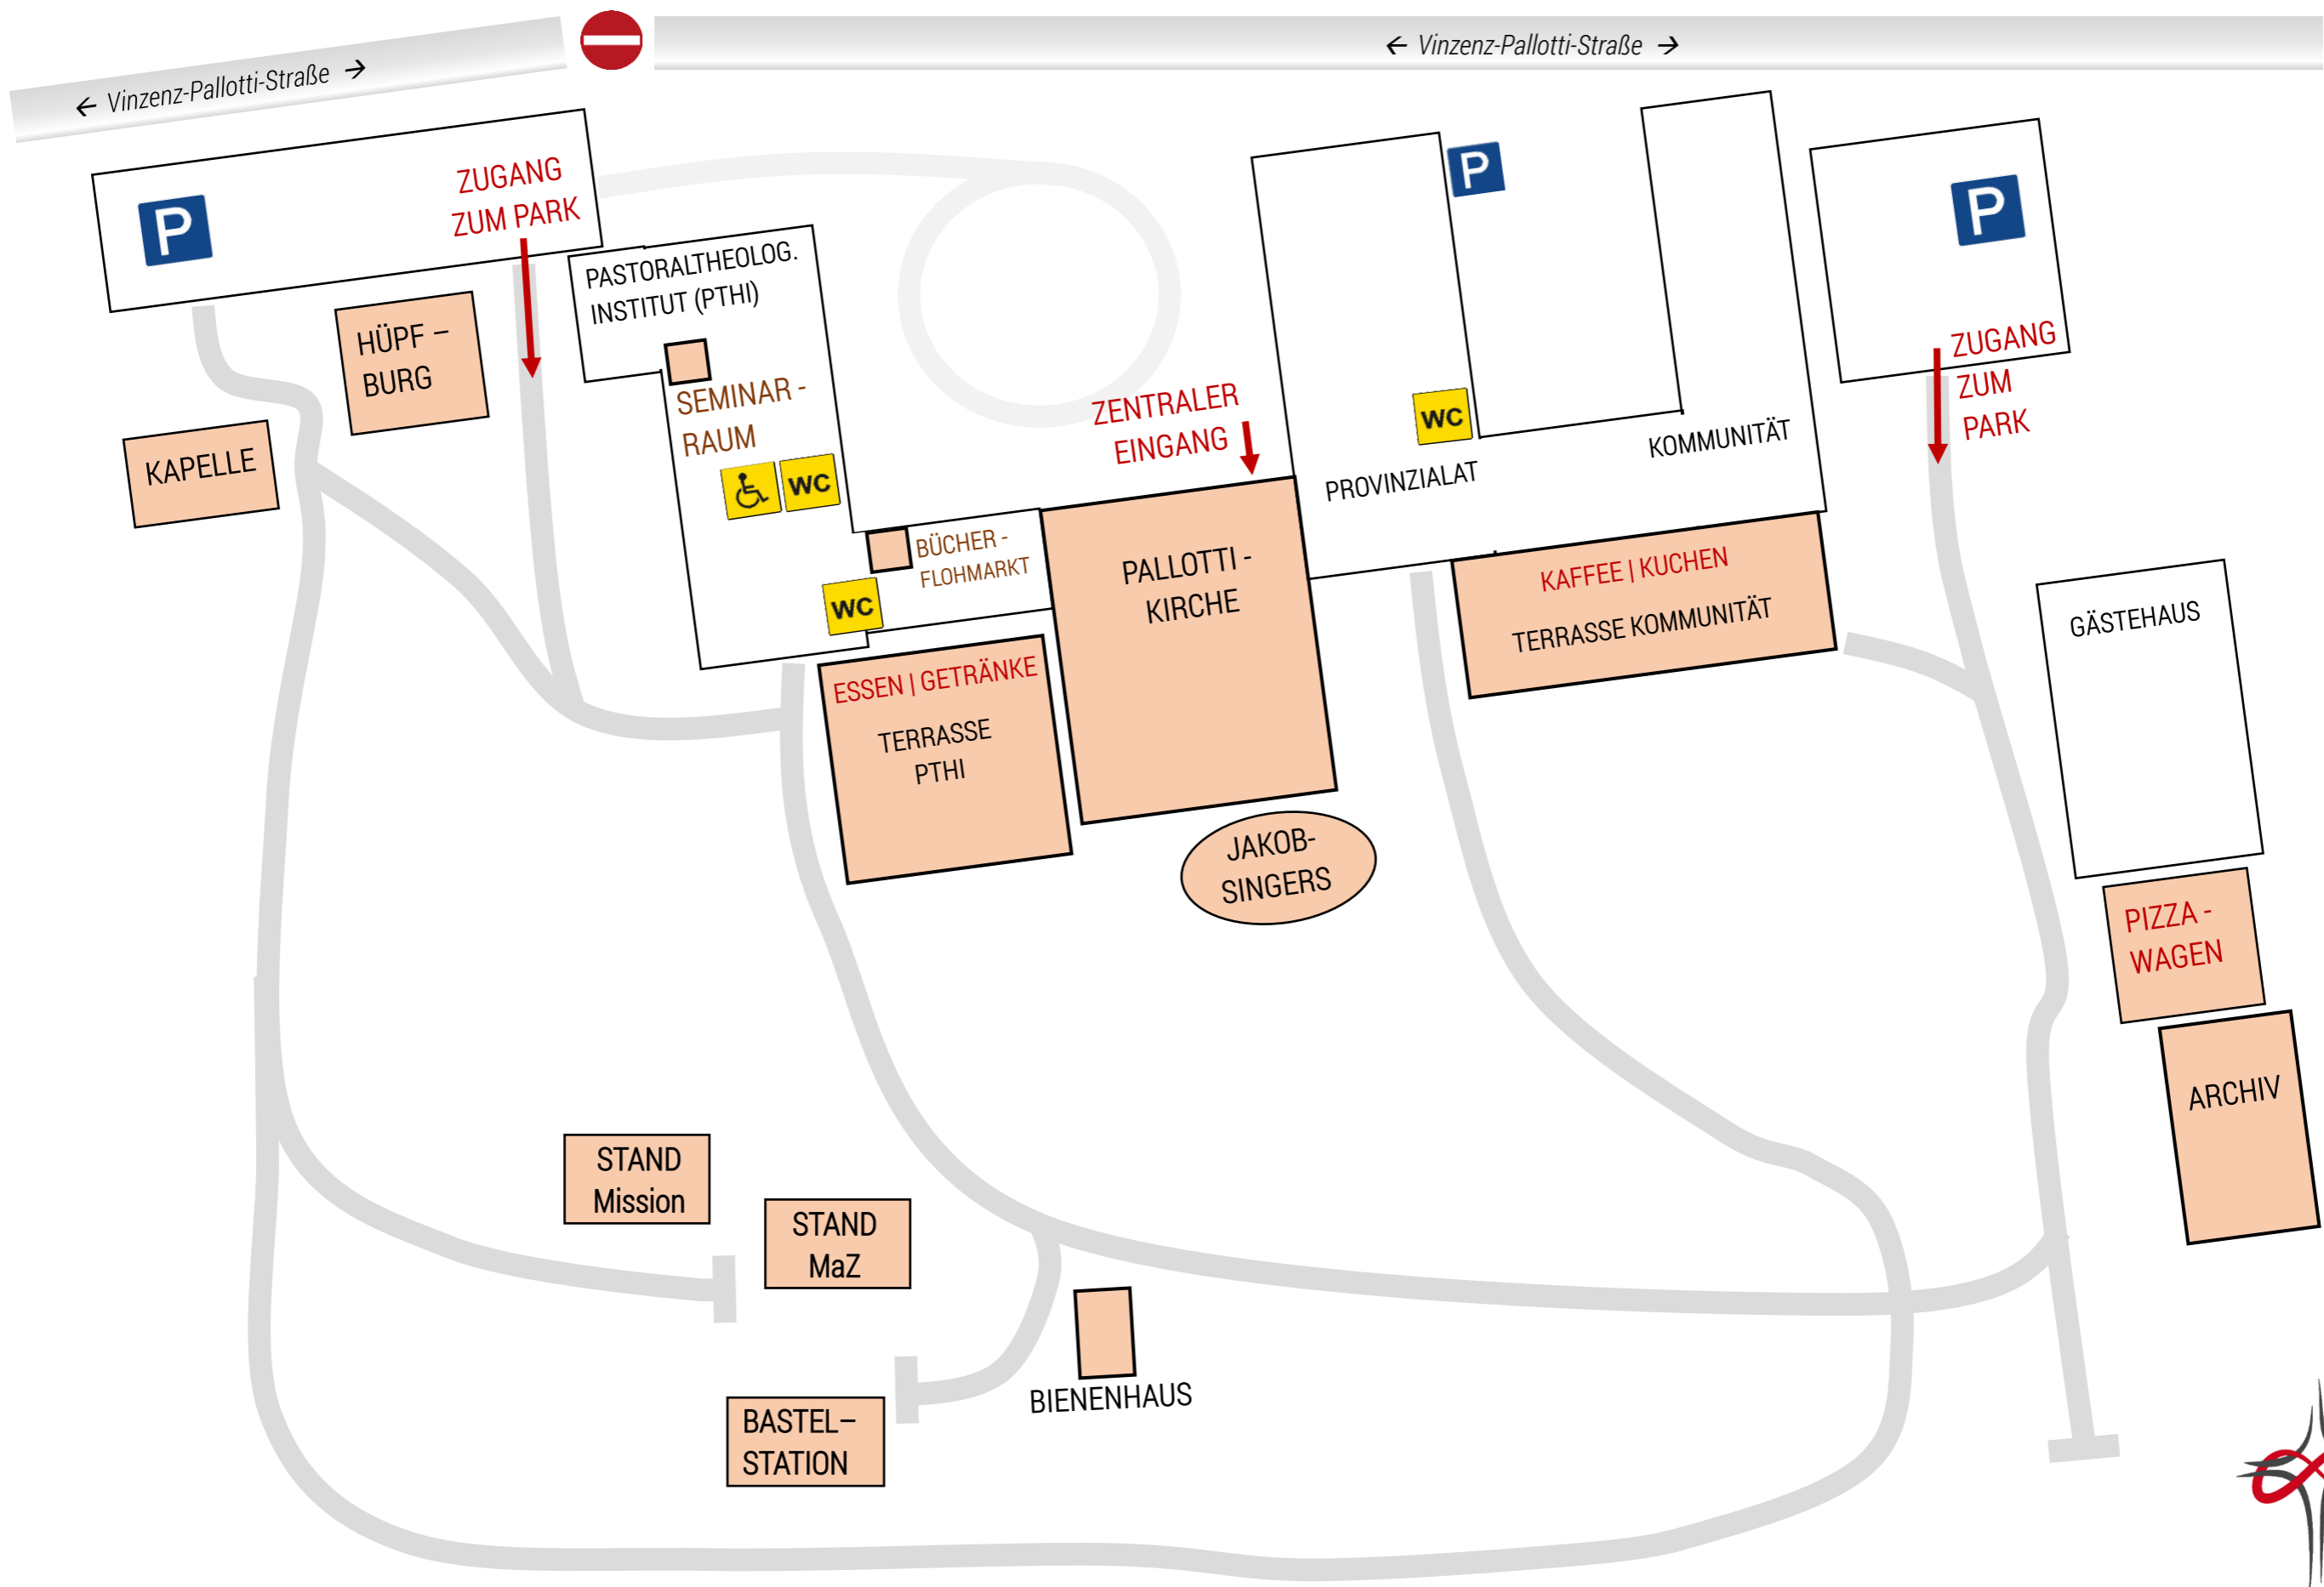 ← Vinzenz-Pallotti-Straße →
← Vinzenz-Pallotti-Straße →
P
ZUGANG
ZUM PARK
PASTORALTHEOLOG.
INSTITUT (PTHI)
HÜPF –
BURG
KAPELLE
SEMINAR -
RAUM
WC
BÜCHER -
FLOHMARKT
WC
ZENTRALER
EINGANG
P
WC
PROVINZIALAT
KOMMUNITÄT
P
ZUGANG
ZUM
PARK
PALLOTTI -
KIRCHE
KAFFEE | KUCHEN
TERRASSE KOMMUNITÄT
GÄSTEHAUS
ESSEN | GETRÄNKE
TERRASSE
PTHI
JAKOB-
SINGERS
PIZZA -
WAGEN
ARCHIV
STAND
Mission
STAND
MaZ
BIENENHAUS
BASTEL–
STATION